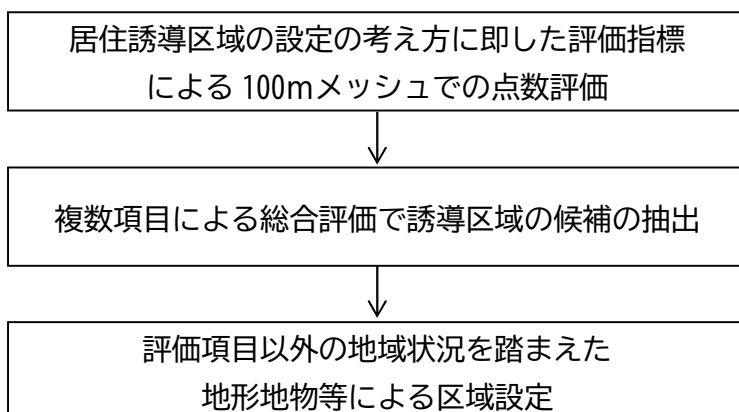 居住誘導区域の設定の考え方に即した評価指標
による 100mメッシュでの点数評価
複数項目による総合評価で誘導区域の候補の抽出
評価項目以外の地域状況を踏まえた
地形地物等による区域設定